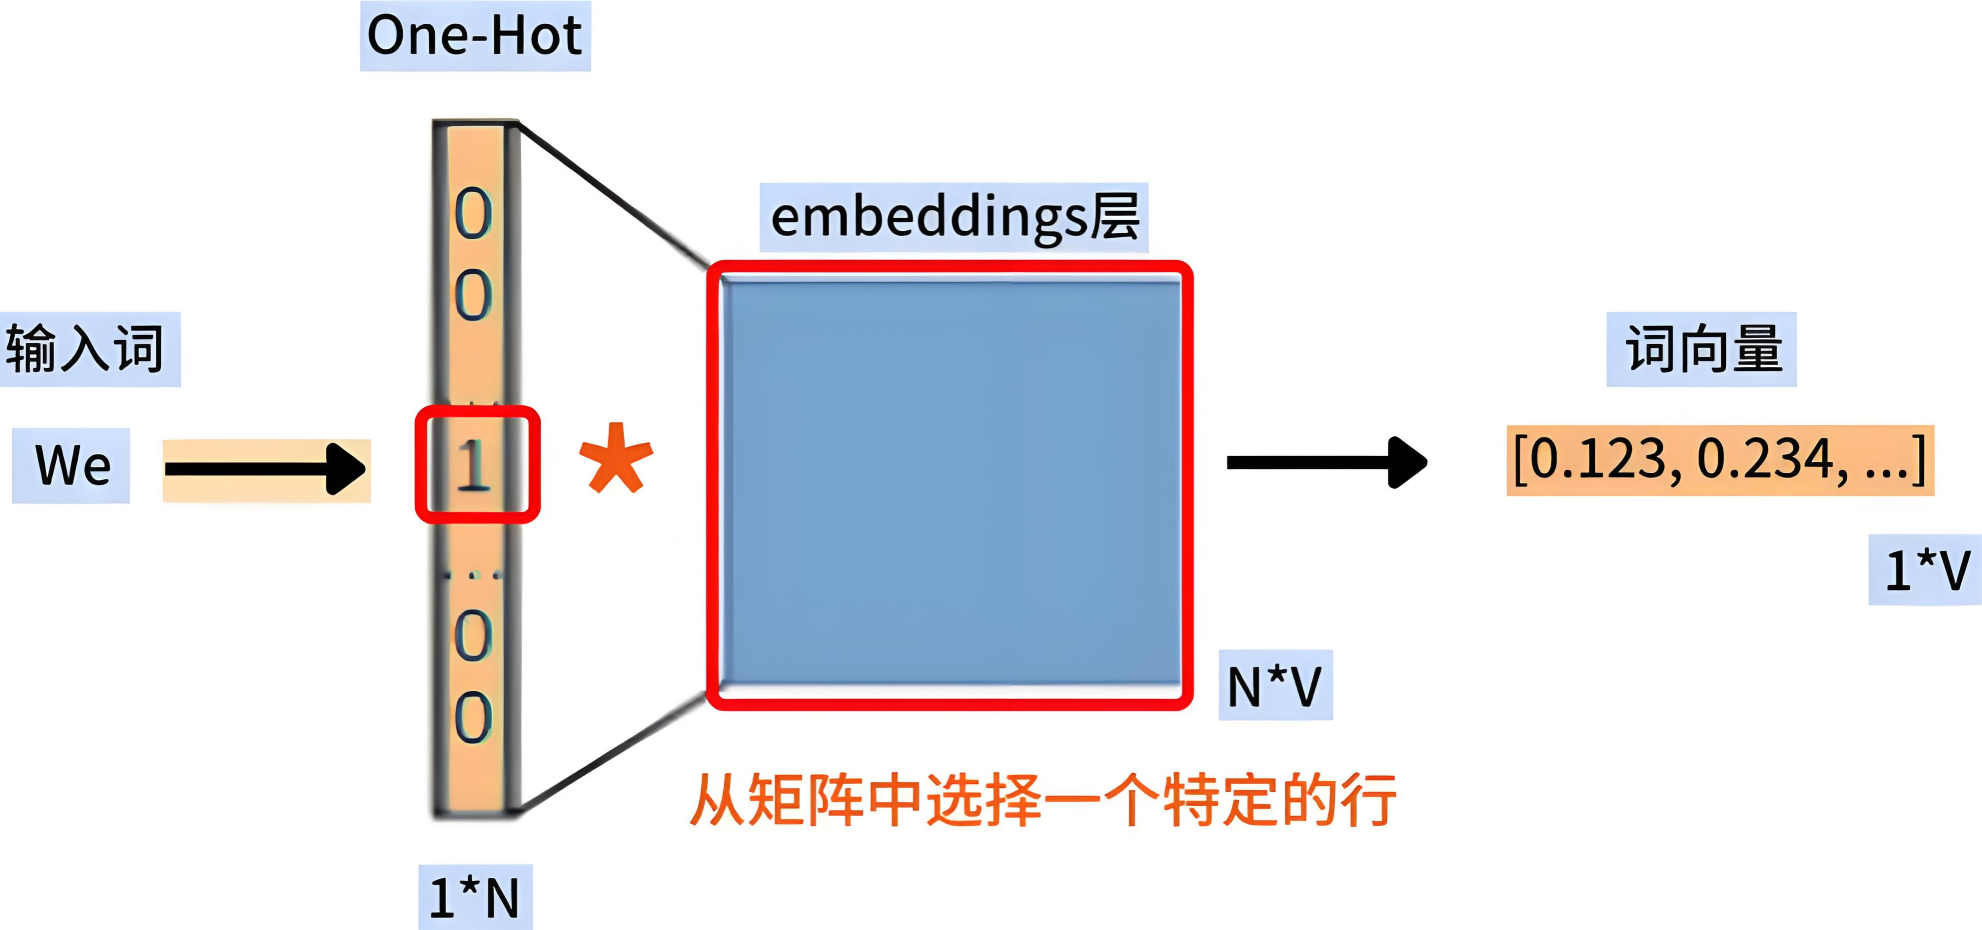 One-Hot
0
0
...
1
...
0
0
1*N
输入词
We
*
embeddings层
N*V
从矩阵中选择一个特定的行
词向量
[0.123, 0.234, ...]
1*V